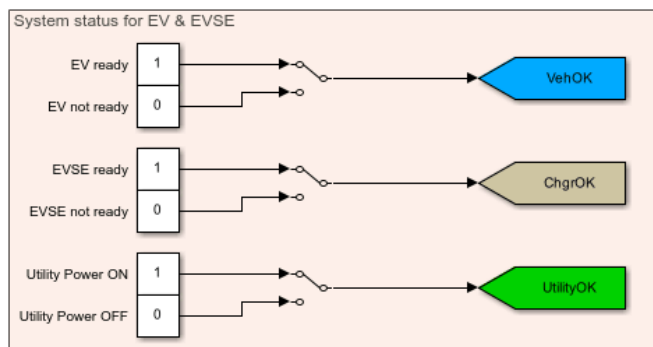 System status for EV & EVSE
EV ready 1
VehOK
EV not ready 0
EVSE ready 1
ChgrOK
EVSE not ready 0
Utility Power ON 1
UtilityOK
Utility Power OFF 0